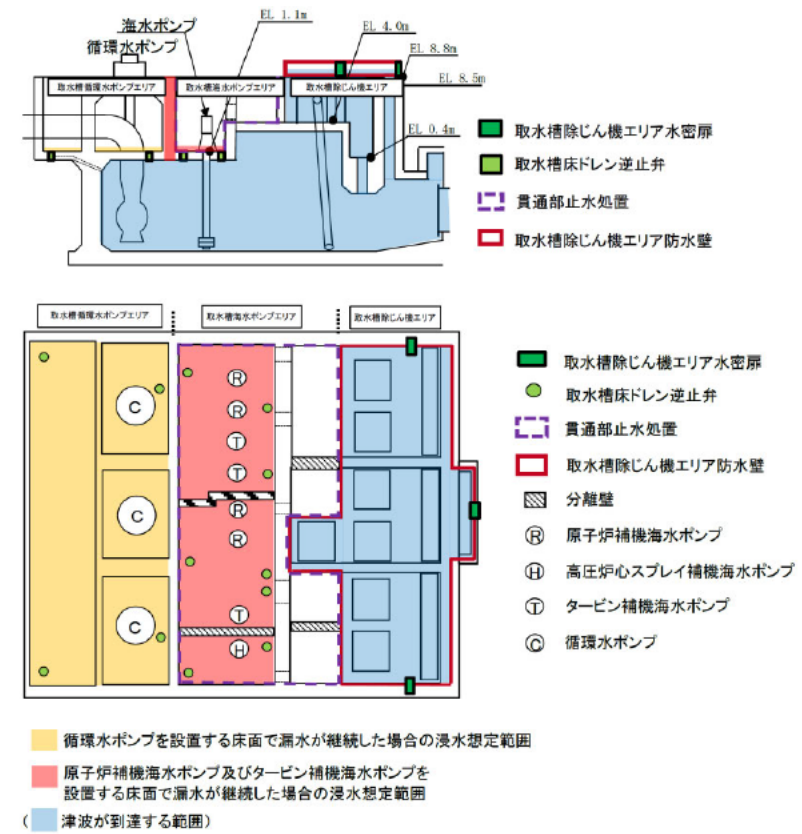 海水ポンプ
循環水ポンプ
EL 1.1m
EL 4.0m
EL 8.8m
EL 8.5m
取水槽循環水ポンプエリア
取水槽海水ポンプエリア
取水槽除じん機エリア
EL 0.4m
取水槽除じん機エリア水密扉
取水槽床ドレン逆止弁
貫通部止水処置
取水槽除じん機エリア防水壁
取水槽循環水ポンプエリア
取水槽海水ポンプエリア
取水槽除じん機エリア
C
C
C
R
R
T
T
R
R
T
H
取水槽除じん機エリア水密扉
取水槽床ドレン逆止弁
貫通部止水処置
取水槽除じん機エリア防水壁
分離壁
R 原子炉補機海水ポンプ
H 高圧炉心スプレイ補機海水ポンプ
T タービン補機海水ポンプ
C 循環水ポンプ
循環水ポンプを設置する床面で漏水が継続した場合の浸水想定範囲
原子炉補機海水ポンプ及びタービン補機海水ポンプを
設置する床面で漏水が継続した場合の浸水想定範囲
( 津波が到達する範囲)